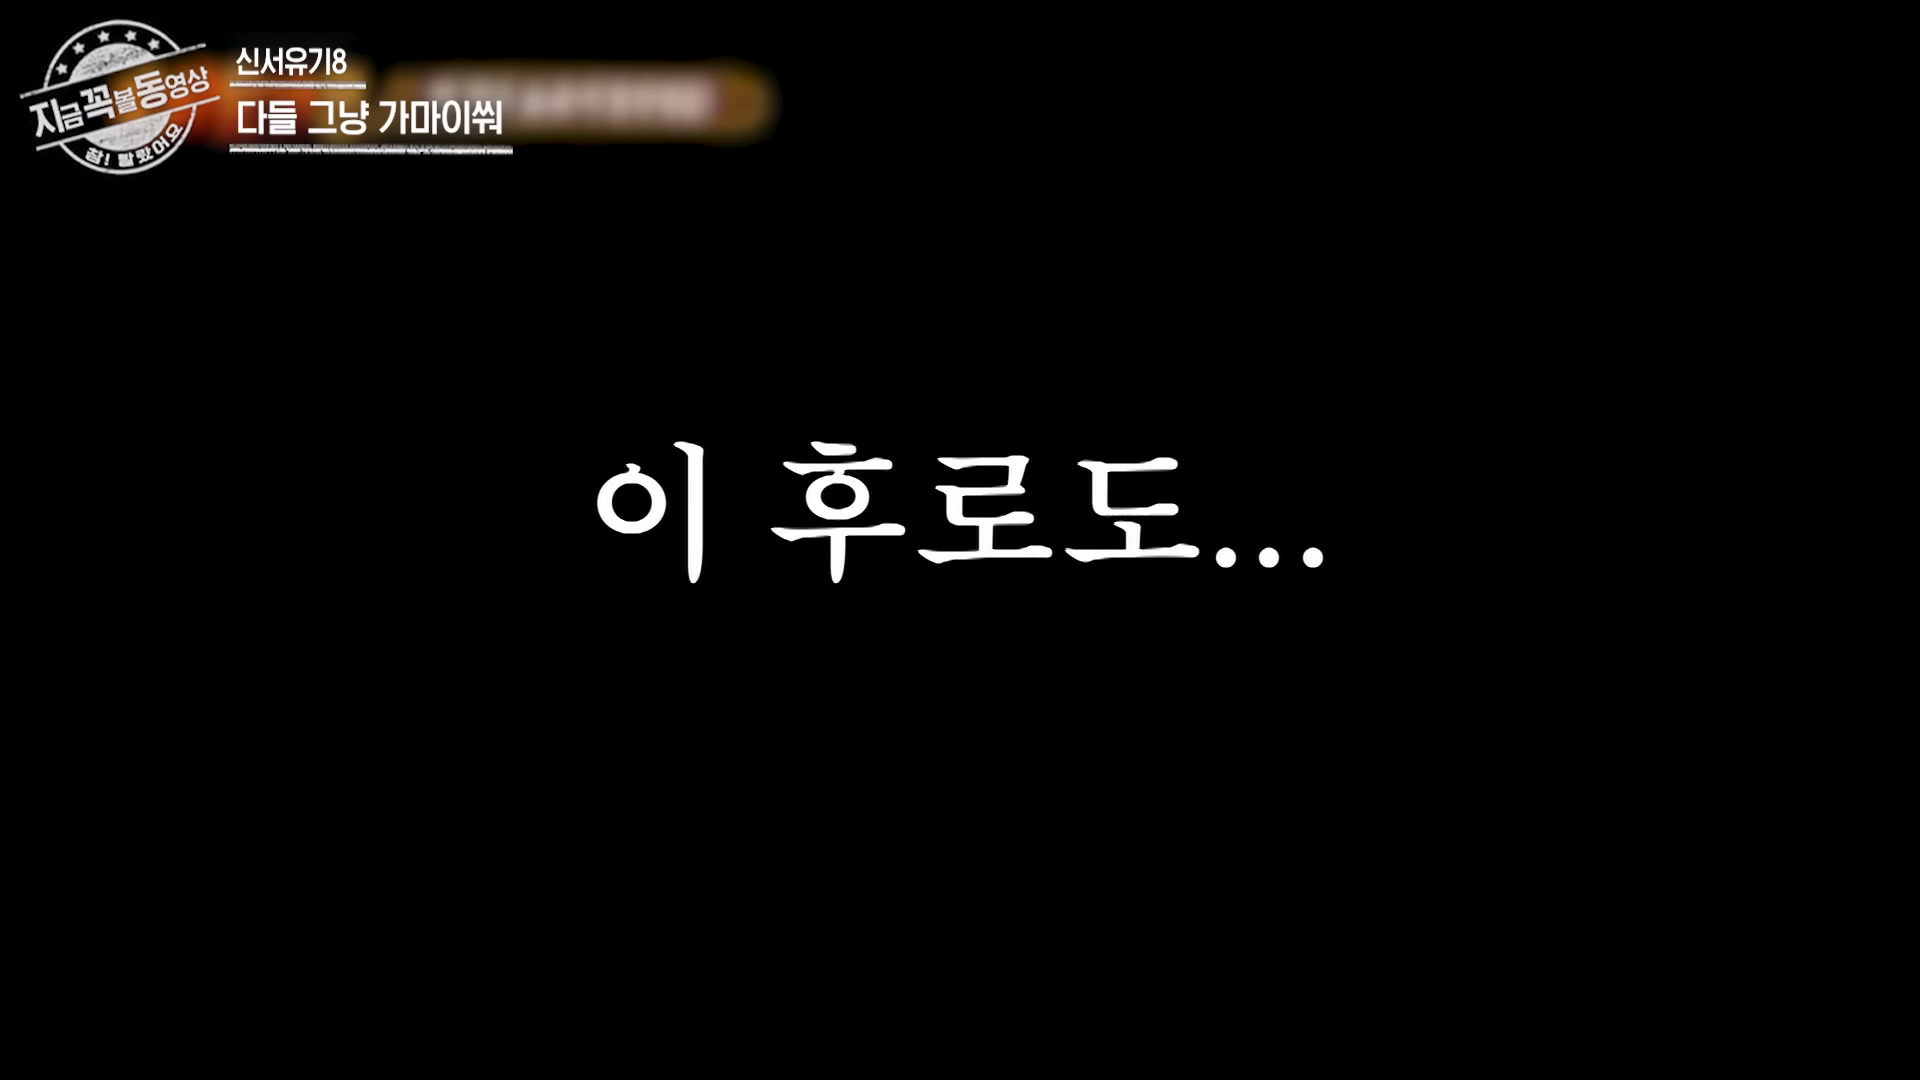 지금 꼭 볼 동영상
참! 잘랐어요
신서유기8
다들 그냥 가마이쒀
이 후로도...